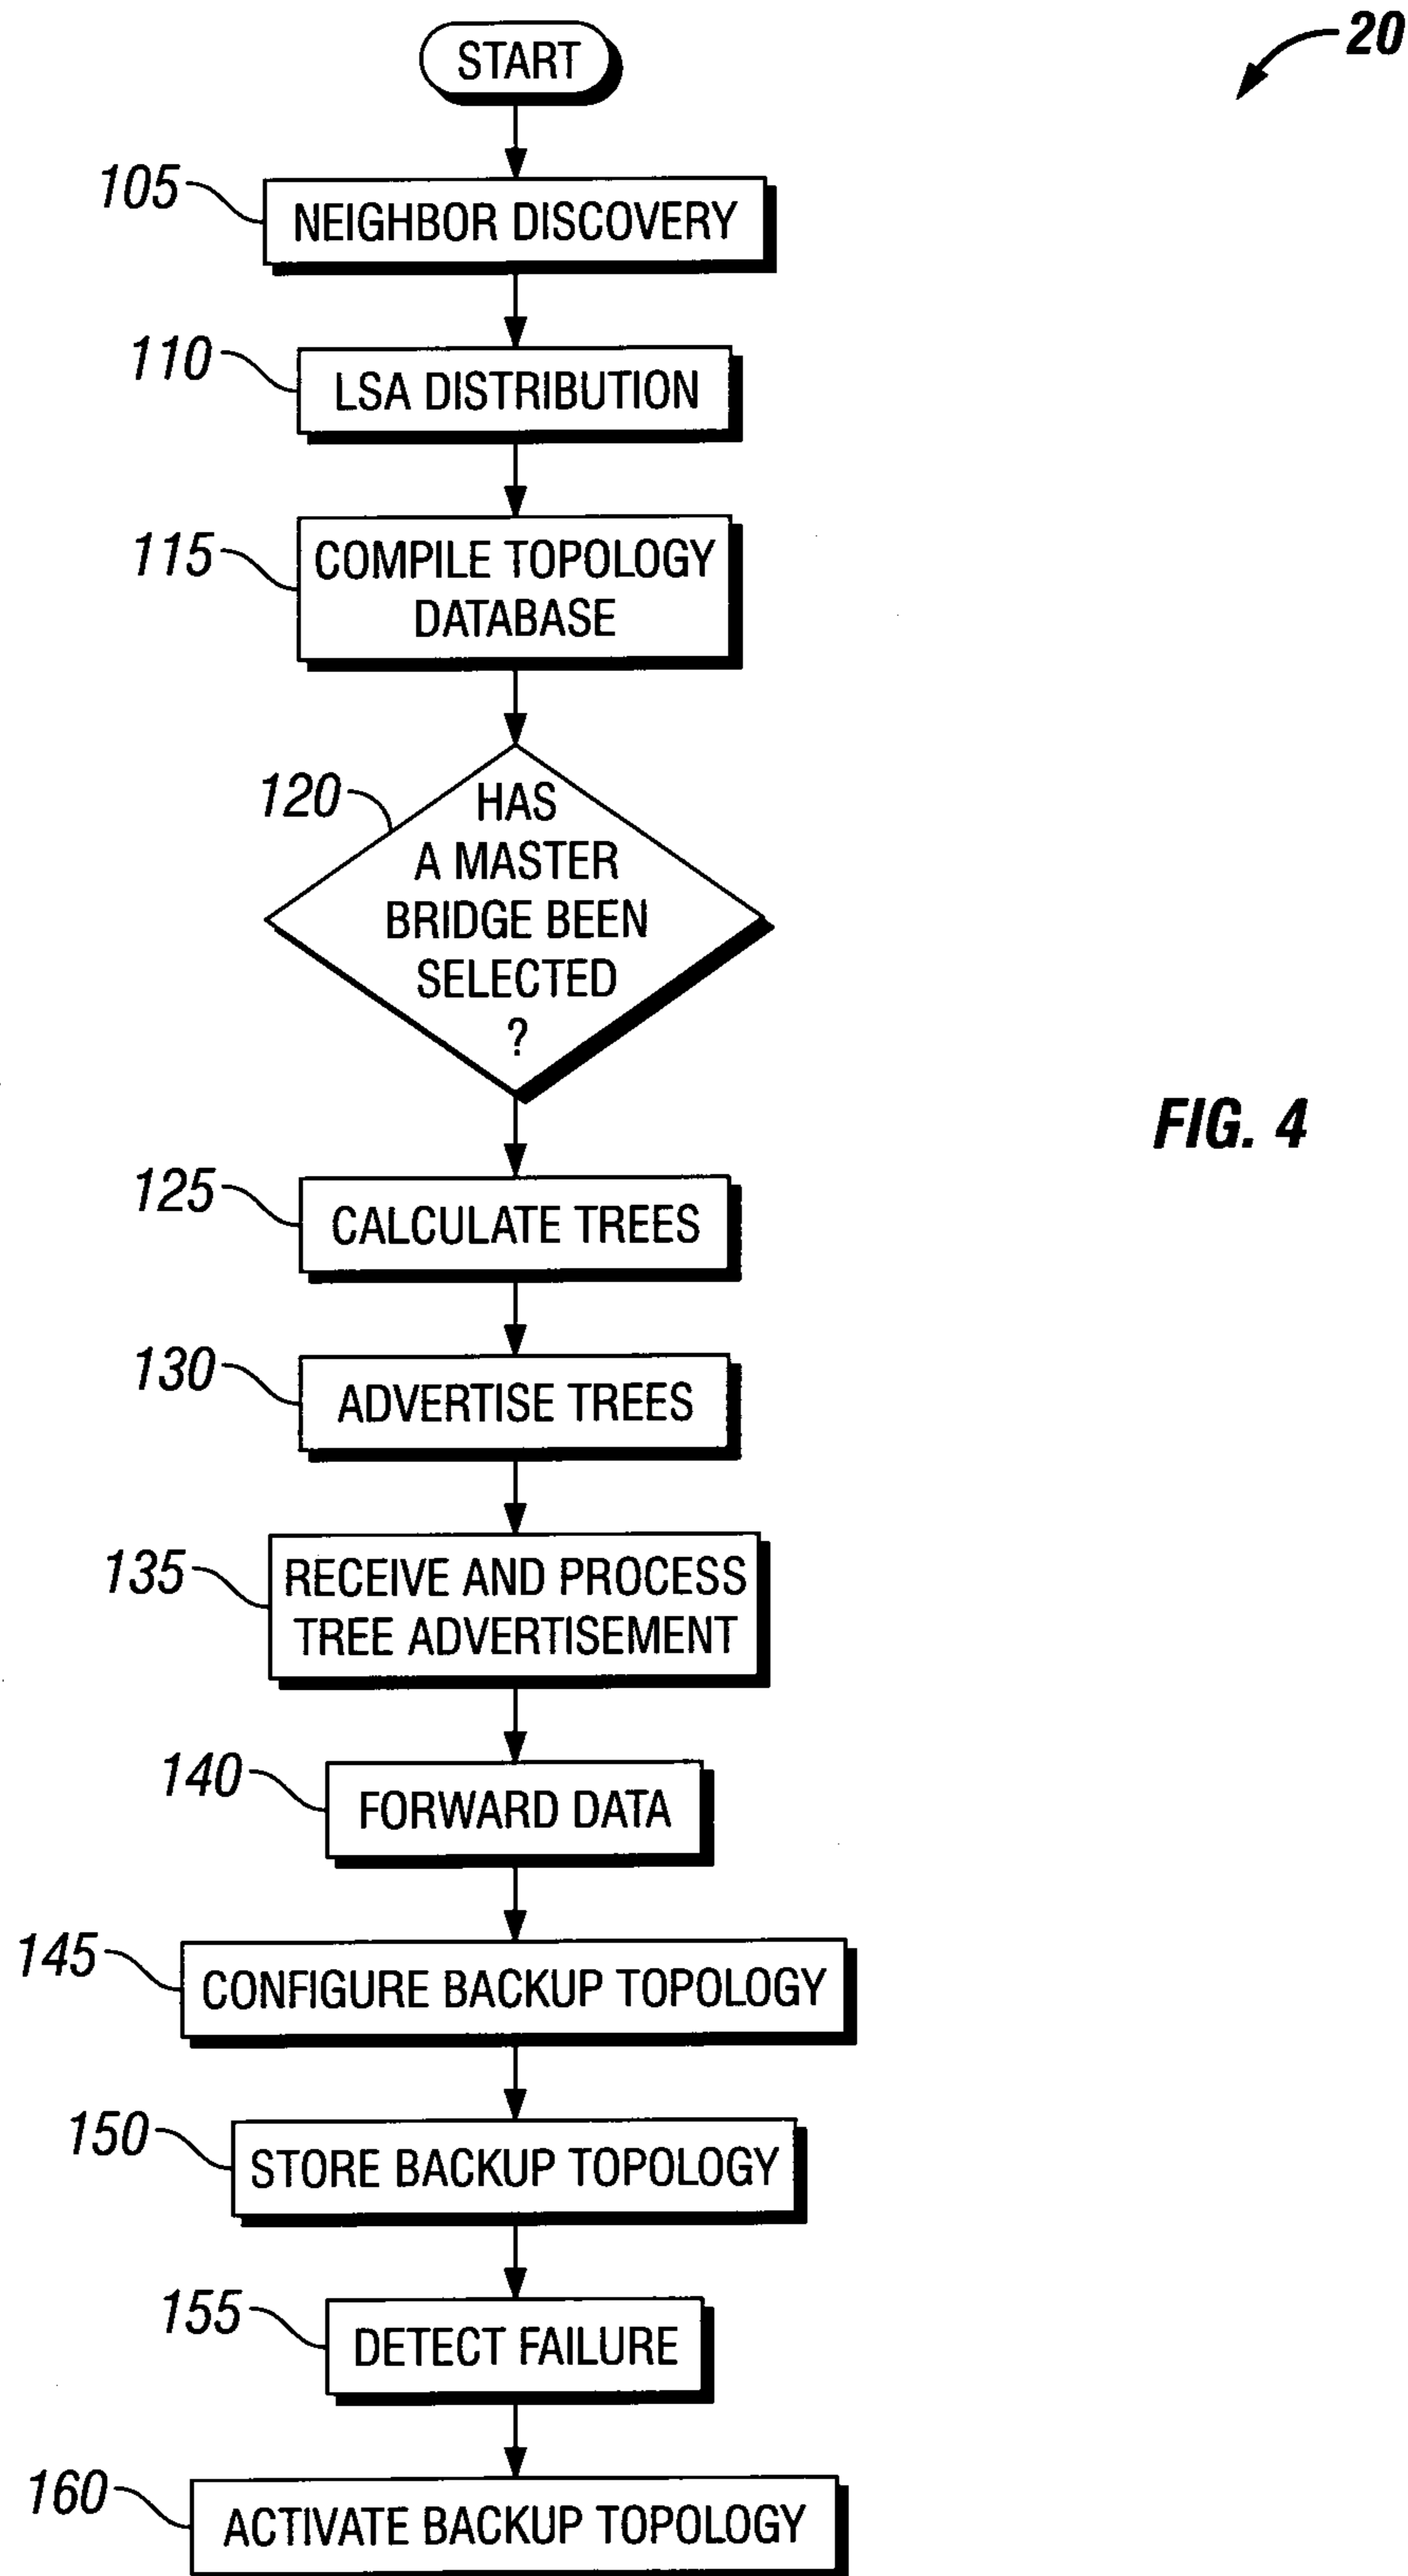 20
START
105
NEIGHBOR DISCOVERY
110
LSA DISTRIBUTION
115
COMPILE TOPOLOGY
DATABASE
120
HAS
A MASTER
BRIDGE BEEN
SELECTED
?
FIG. 4
125
CALCULATE TREES
130
ADVERTISE TREES
135
RECEIVE AND PROCESS
TREE ADVERTISEMENT
140
FORWARD DATA
145
CONFIGURE BACKUP TOPOLOGY
150
STORE BACKUP TOPOLOGY
155
DETECT FAILURE
160
ACTIVATE BACKUP TOPOLOGY